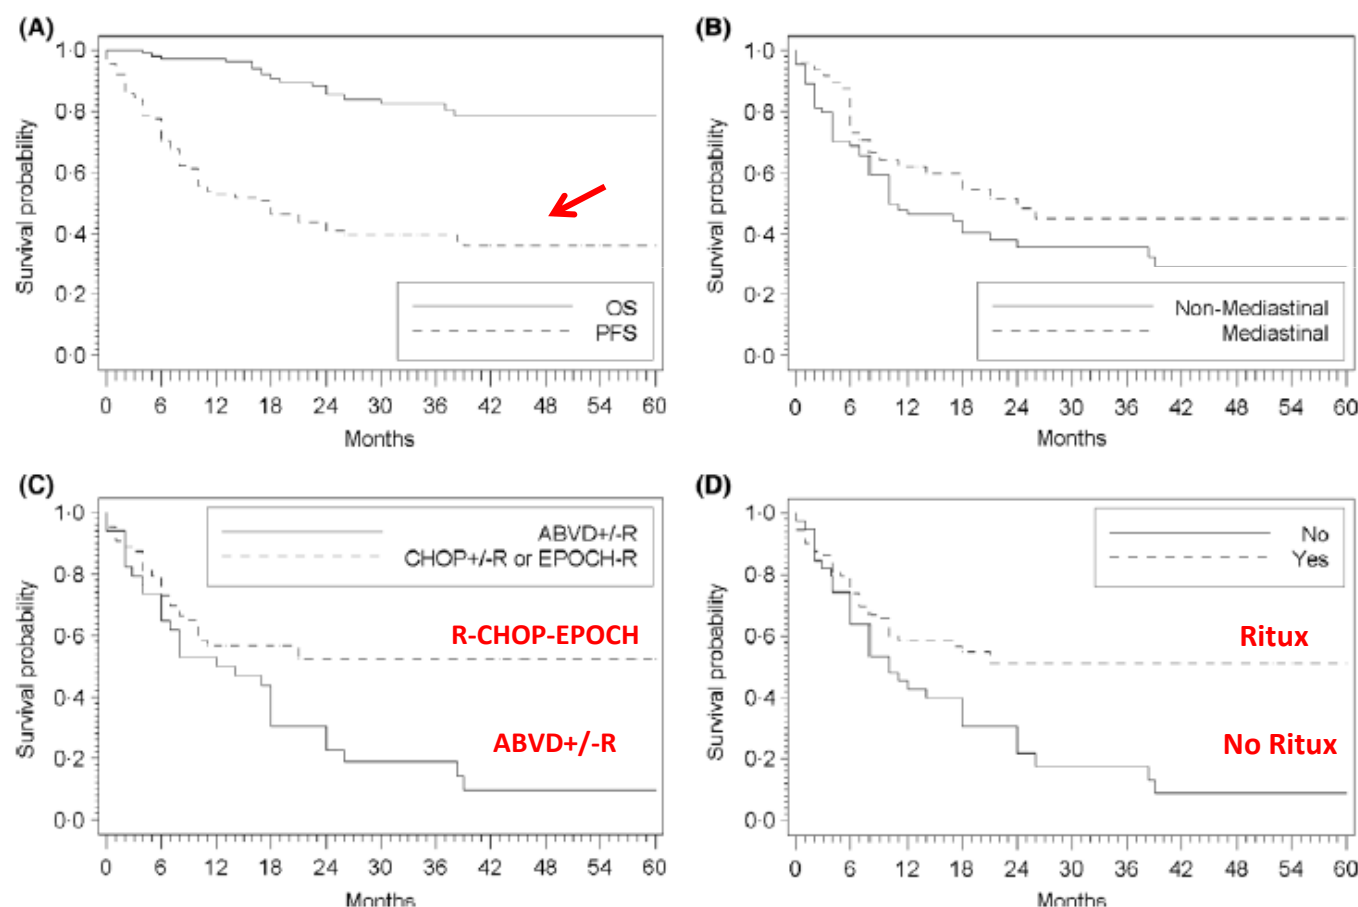 (A)
Survival probability
1·0
0·8
0·6
0·4
0·2
0·0
OS
PFS
0 6 12 18 24 30 36 42 48 54 60
Months
(B)
Survival probability
1·0
0·8
0·6
0·4
0·2
0·0
Non-Mediastinal
Mediastinal
0 6 12 18 24 30 36 42 48 54 60
Months
(C)
Survival probability
1·0
0·8
0·6
0·4
0·2
0·0
ABVD+/-R
CHOP+/-R or EPOCH-R
R-CHOP-EPOCH
ABVD+/-R
0 6 12 18 24 30 36 42 48 54 60
Months
(D)
Survival probability
1·0
0·8
0·6
0·4
0·2
0·0
No
Yes
Ritux
No Ritux
0 6 12 18 24 30 36 42 48 54 60
Months